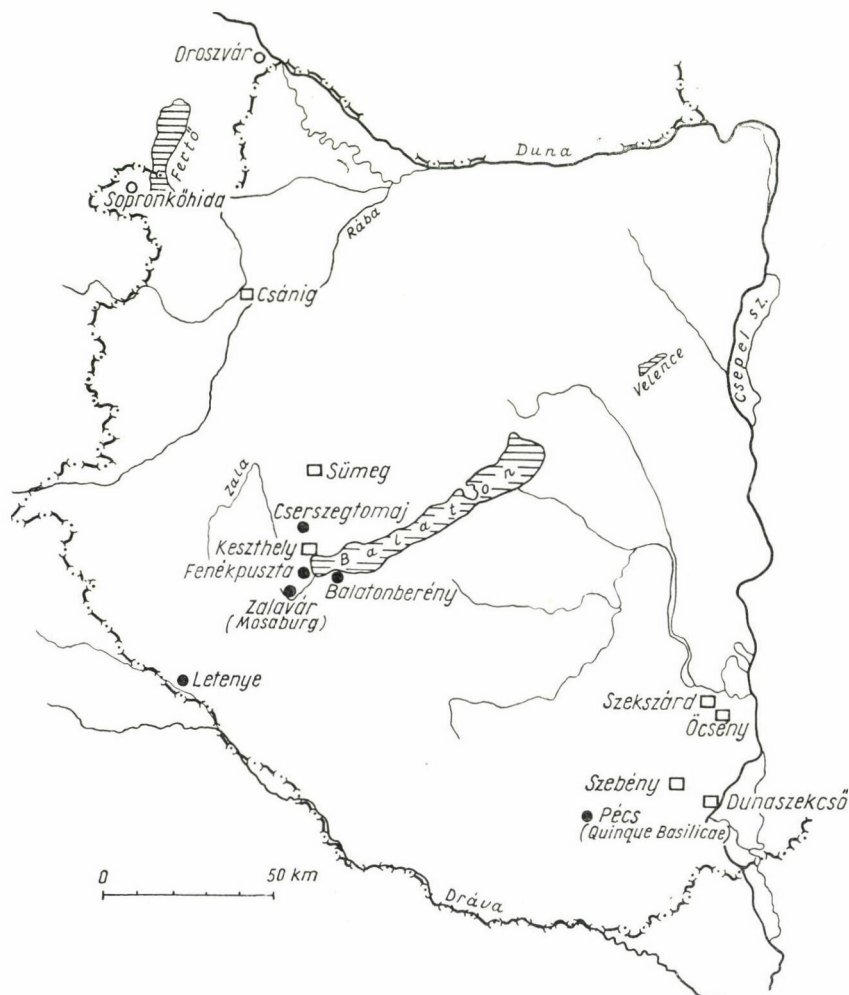 Oroszvár
Duna
Fertő
Sopronkőhida
Rába
Csánig
Csepel sz.
Velence
Sümeg
Zala
Cserszegtomaj
Balaton
Keszthely
Fenékpuszta
Balatonberény
Zalavár
(Mosaburg)
Letenye
Szekszárd
Őcsény
Szebény
Dunaszekcső
Pécs
(Quinque Basilicae)
0 50 km
Dráva